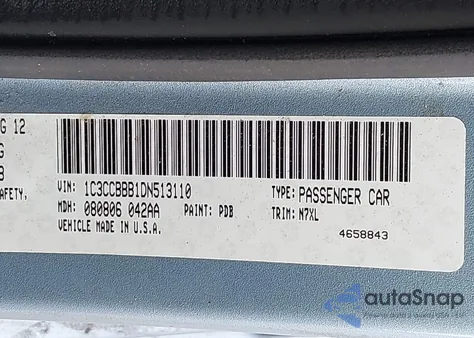 G 12
G
8
AFETY,
VIN: 1C3CCBBB1DN513110
TYPE: PASSENGER CAR
MDH: 080806 042AA
PAINT: PDB
TRIM: N7XL
VEHICLE MADE IN U.S.A.
4658843
autoSnap